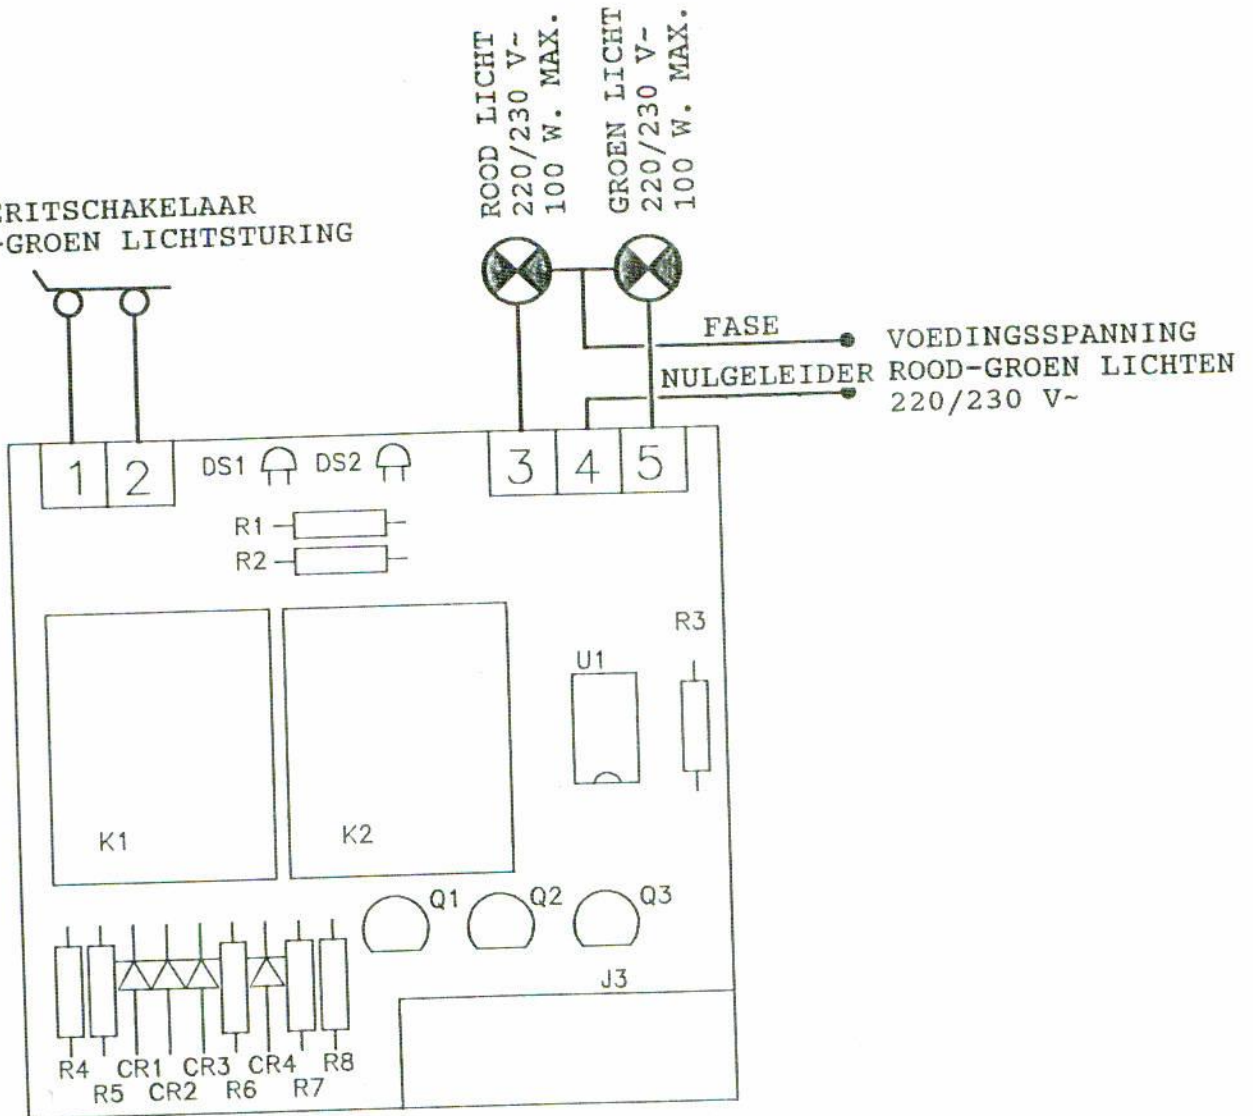 ROOD LICHT
220/230 V~
100 W. MAX.
GROEN LICHT
220/230 V~
100 W. MAX.
ERITSCHAKELAAR
-GROEN LICHTSTURING
FASE
VOEDINGSSPANNING
NULGELEIDER
ROOD-GROEN LICHTEN
220/230 V~
1
2
DS1
DS2
3
4
5
R1
R2
R3
U1
K1
K2
Q1
Q2
Q3
J3
R4
CR1
CR3
CR4
R8
R5
CR2
R6
R7